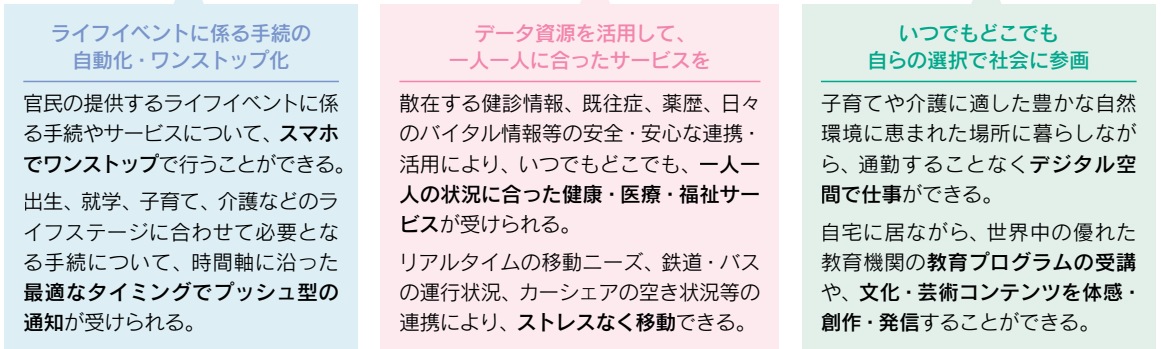 ライフイベントに係る手続の
自動化・ワンストップ化
官民の提供するライフイベントに係
る手続やサービスについて、スマホ
でワンストップで行うことができる。
出生、就学、子育て、介護などのラ
イフステージに合わせて必要とな
る手続について、時間軸に沿った
最適なタイミングでプッシュ型の
通知が受けられる。
データ資源を活用して、
一人一人に合ったサービスを
散在する健診情報、既往症、薬歴、日々
のバイタル情報等の安全・安心な連携・
活用により、いつでもどこでも、一人一
人の状況に合った健康・医療・福祉サー
ビスが受けられる。
リアルタイムの移動ニーズ、鉄道・バス
の運行状況、カーシェアの空き状況等の
連携により、ストレスなく移動できる。
いつでもどこでも
自らの選択で社会に参画
子育てや介護に適した豊かな自然
環境に恵まれた場所に暮らしなが
ら、通勤することなくデジタル空
間で仕事ができる。
自宅に居ながら、世界中の優れた
教育機関の教育プログラムの受講
や、文化・芸術コンテンツを体感・
創作・発信することができる。